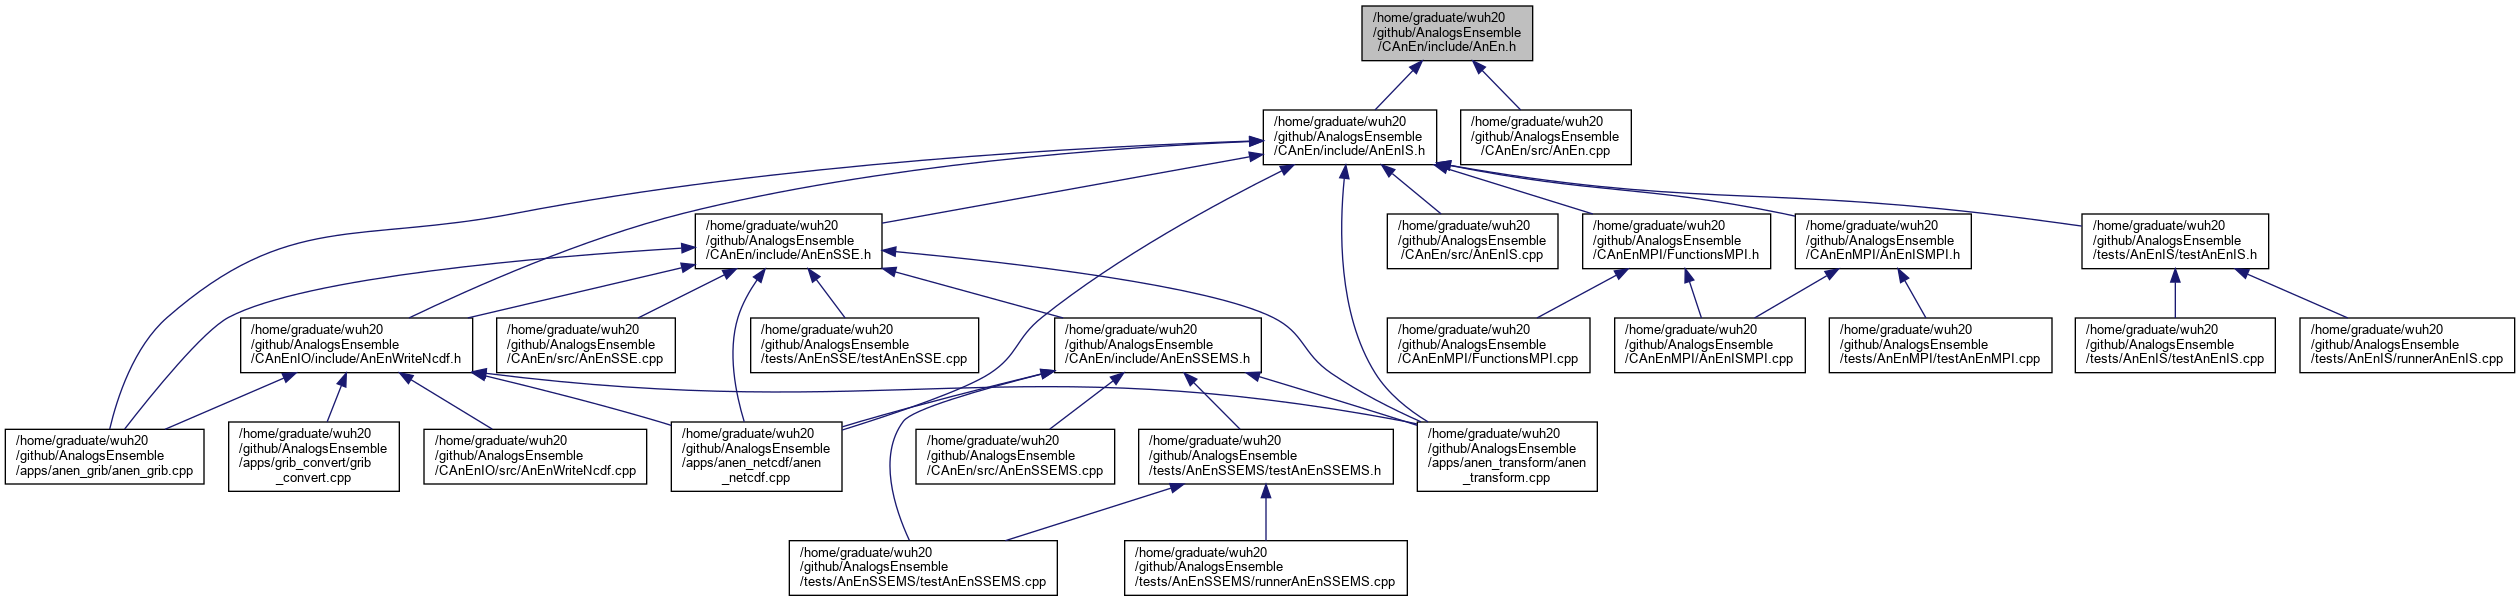 /home/graduate/wuh20
/github/AnalogsEnsemble
/CAnEn/include/AnEn.h
/home/graduate/wuh20
/github/AnalogsEnsemble
/CAnEn/include/AnEnIS.h
/home/graduate/wuh20
/github/AnalogsEnsemble
/CAnEn/src/AnEn.cpp
/home/graduate/wuh20
/github/AnalogsEnsemble
/CAnEn/include/AnEnSSE.h
/home/graduate/wuh20
/github/AnalogsEnsemble
/CAnEn/src/AnEnIS.cpp
/home/graduate/wuh20
/github/AnalogsEnsemble
/CAnEnMPI/FunctionsMPI.h
/home/graduate/wuh20
/github/AnalogsEnsemble
/CAnEnMPI/AnEnISMPI.h
/home/graduate/wuh20
/github/AnalogsEnsemble
/tests/AnEnIS/testAnEnIS.h
/home/graduate/wuh20
/github/AnalogsEnsemble
/CAnEnIO/include/AnEnWriteNcdf.h
/home/graduate/wuh20
/github/AnalogsEnsemble
/CAnEn/src/AnEnSSE.cpp
/home/graduate/wuh20
/github/AnalogsEnsemble
/tests/AnEnSSE/testAnEnSSE.cpp
/home/graduate/wuh20
/github/AnalogsEnsemble
/CAnEn/include/AnEnSSEMS.h
/home/graduate/wuh20
/github/AnalogsEnsemble
/CAnEnMPI/FunctionsMPI.cpp
/home/graduate/wuh20
/github/AnalogsEnsemble
/CAnEnMPI/AnEnISMPI.cpp
/home/graduate/wuh20
/github/AnalogsEnsemble
/tests/AnEnMPI/testAnEnMPI.cpp
/home/graduate/wuh20
/github/AnalogsEnsemble
/tests/AnEnIS/testAnEnIS.cpp
/home/graduate/wuh20
/github/AnalogsEnsemble
/tests/AnEnIS/runnerAnEnIS.cpp
/home/graduate/wuh20
/github/AnalogsEnsemble
/apps/anen_grib/anen_grib.cpp
/home/graduate/wuh20
/github/AnalogsEnsemble
/apps/grib_convert/grib
_convert.cpp
/home/graduate/wuh20
/github/AnalogsEnsemble
/CAnEnIO/src/AnEnWriteNcdf.cpp
/home/graduate/wuh20
/github/AnalogsEnsemble
/apps/anen_netcdf/anen
_netcdf.cpp
/home/graduate/wuh20
/github/AnalogsEnsemble
/CAnEn/src/AnEnSSEMS.cpp
/home/graduate/wuh20
/github/AnalogsEnsemble
/tests/AnEnSSEMS/testAnEnSSEMS.h
/home/graduate/wuh20
/github/AnalogsEnsemble
/apps/anen_transform/anen
_transform.cpp
/home/graduate/wuh20
/github/AnalogsEnsemble
/tests/AnEnSSEMS/testAnEnSSEMS.cpp
/home/graduate/wuh20
/github/AnalogsEnsemble
/tests/AnEnSSEMS/runnerAnEnSSEMS.cpp